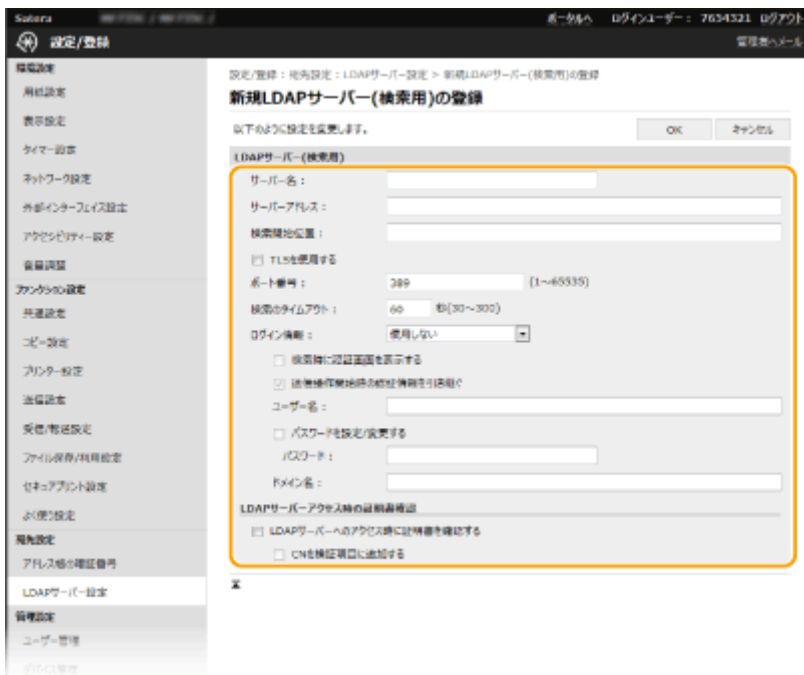 Satera
ポータルへ ログインユーザー: 7654321 ログアウト
設定/登録
管理者へメール
環境設定
用紙設定
表示設定
タイマー設定
ネットワーク設定
外部インターフェイス設定
アクセシビリティー設定
音量調整
ファンクション設定
共通設定
コピー設定
プリンター設定
送信設定
受信/転送設定
ファイル保存/利用設定
セキュアプリント設定
よく使う設定
宛先設定
アドレス帳の暗証番号
LDAPサーバー設定
管理設定
ユーザー管理
デバイス管理
設定/登録 : 宛先設定 : LDAPサーバー設定 > 新規LDAPサーバー(検索用)の登録
新規LDAPサーバー(検索用)の登録
以下のように設定を変更します。
OK キャンセル
LDAPサーバー(検索用)
サーバー名 :
サーバーアドレス :
検索開始位置 :
TLSを使用する
ポート番号 : 389 (1~65535)
検索のタイムアウト : 60 秒(30~300)
ログイン情報 : 使用しない
検索時に認証画面を表示する
送信操作開始時の認証情報を引き継ぐ
ユーザー名 :
パスワードを設定/変更する
パスワード :
ドメイン名 :
LDAPサーバーアクセス時の証明書確認
LDAPサーバーへのアクセス時に証明書を確認する
CNを検証項目に追加する